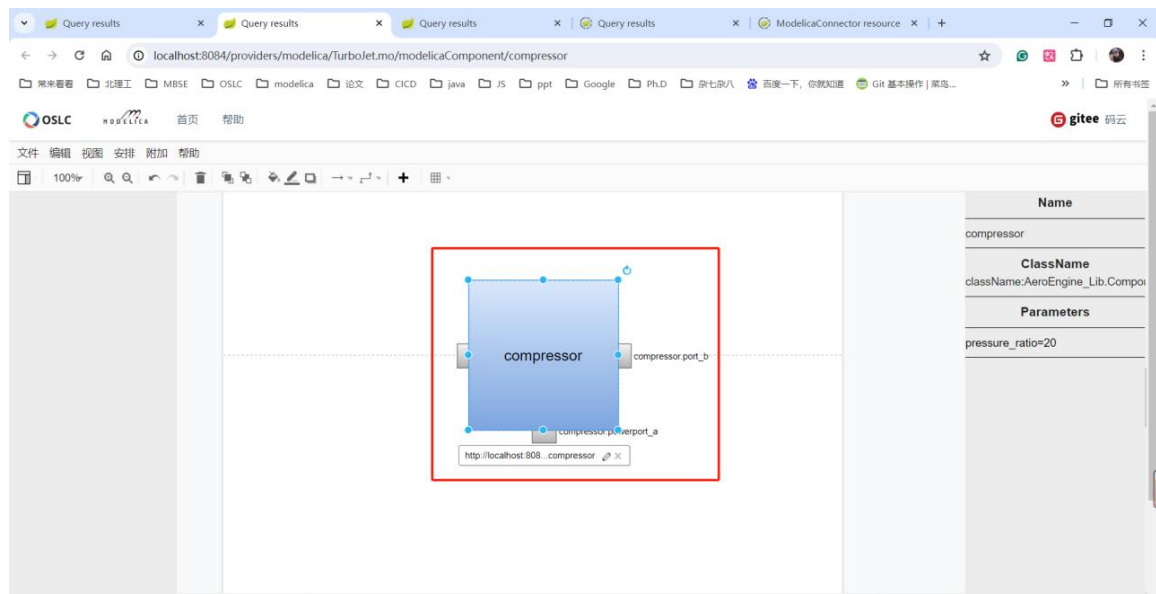 Query results
Query results
Query results
Query results
ModelicaConnector resource
localhost:8084/providers/modelica/TurboJet.mo/modelicaComponent/compressor
常来看看 北理工 MBSE OSLC modelica 论文 CICD java JS ppt Google Ph.D 杂七杂八 百度一下，你就知道 Git 基本操作 | 菜鸟... » 所有书签
OSLC MODELICA 首页 帮助 gitee 码云
文件 编辑 视图 安排 附加 帮助
100%
compressor
compressor.port_b
compressor.powerport_a
http://localhost:808...compressor
Name
compressor
ClassName
className:AeroEngine_Lib.Compo
Parameters
pressure_ratio=20